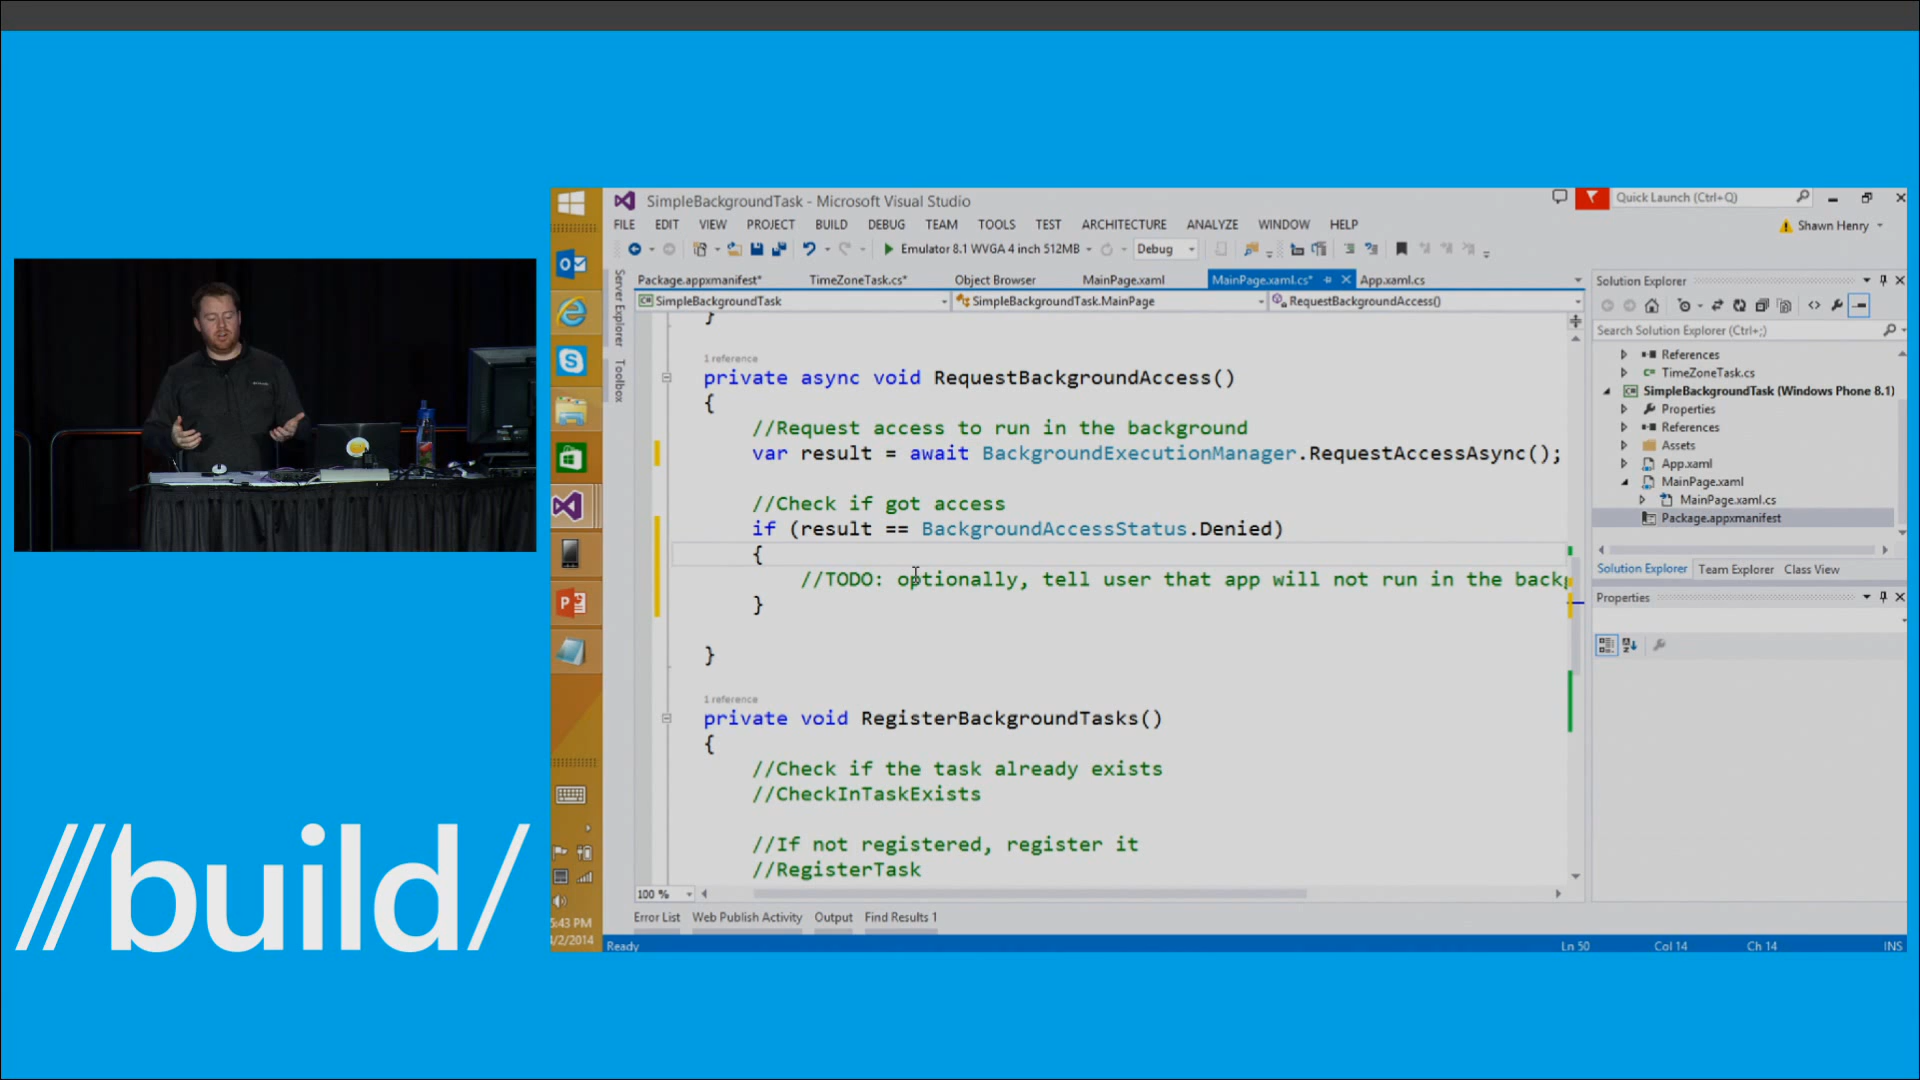 SimpleBackgroundTask - Microsoft Visual Studio
Quick Launch (Ctrl+Q)
FILE EDIT VIEW PROJECT BUILD DEBUG TEAM TOOLS TEST ARCHITECTURE ANALYZE WINDOW HELP
Shawn Henry
Emulator 8.1 WVGA 4 inch 512MB
Debug
Server Explorer
Toolbox
Package.appxmanifest*
TimeZoneTask.cs*
Object Browser
MainPage.xaml
MainPage.xaml.cs*
App.xaml.cs
SimpleBackgroundTask
SimpleBackgroundTask.MainPage
RequestBackgroundAccess()
}
1 reference
private async void RequestBackgroundAccess()
{
//Request access to run in the background
var result = await BackgroundExecutionManager.RequestAccessAsync();
//Check if got access
if (result == BackgroundAccessStatus.Denied)
{
//TODO: optionally, tell user that app will not run in the backg
}
}
1 reference
private void RegisterBackgroundTasks()
{
//Check if the task already exists
//CheckInTaskExists
//If not registered, register it
//RegisterTask
100 %
Error List Web Publish Activity Output Find Results 1
Ready
Ln 50 Col 14 Ch 14 INS
Solution Explorer
Search Solution Explorer (Ctrl+;)
References
TimeZoneTask.cs
SimpleBackgroundTask (Windows Phone 8.1)
Properties
References
Assets
App.xaml
MainPage.xaml
MainPage.xaml.cs
Package.appxmanifest
Solution Explorer Team Explorer Class View
Properties
5:43 PM
4/2/2014
//build/